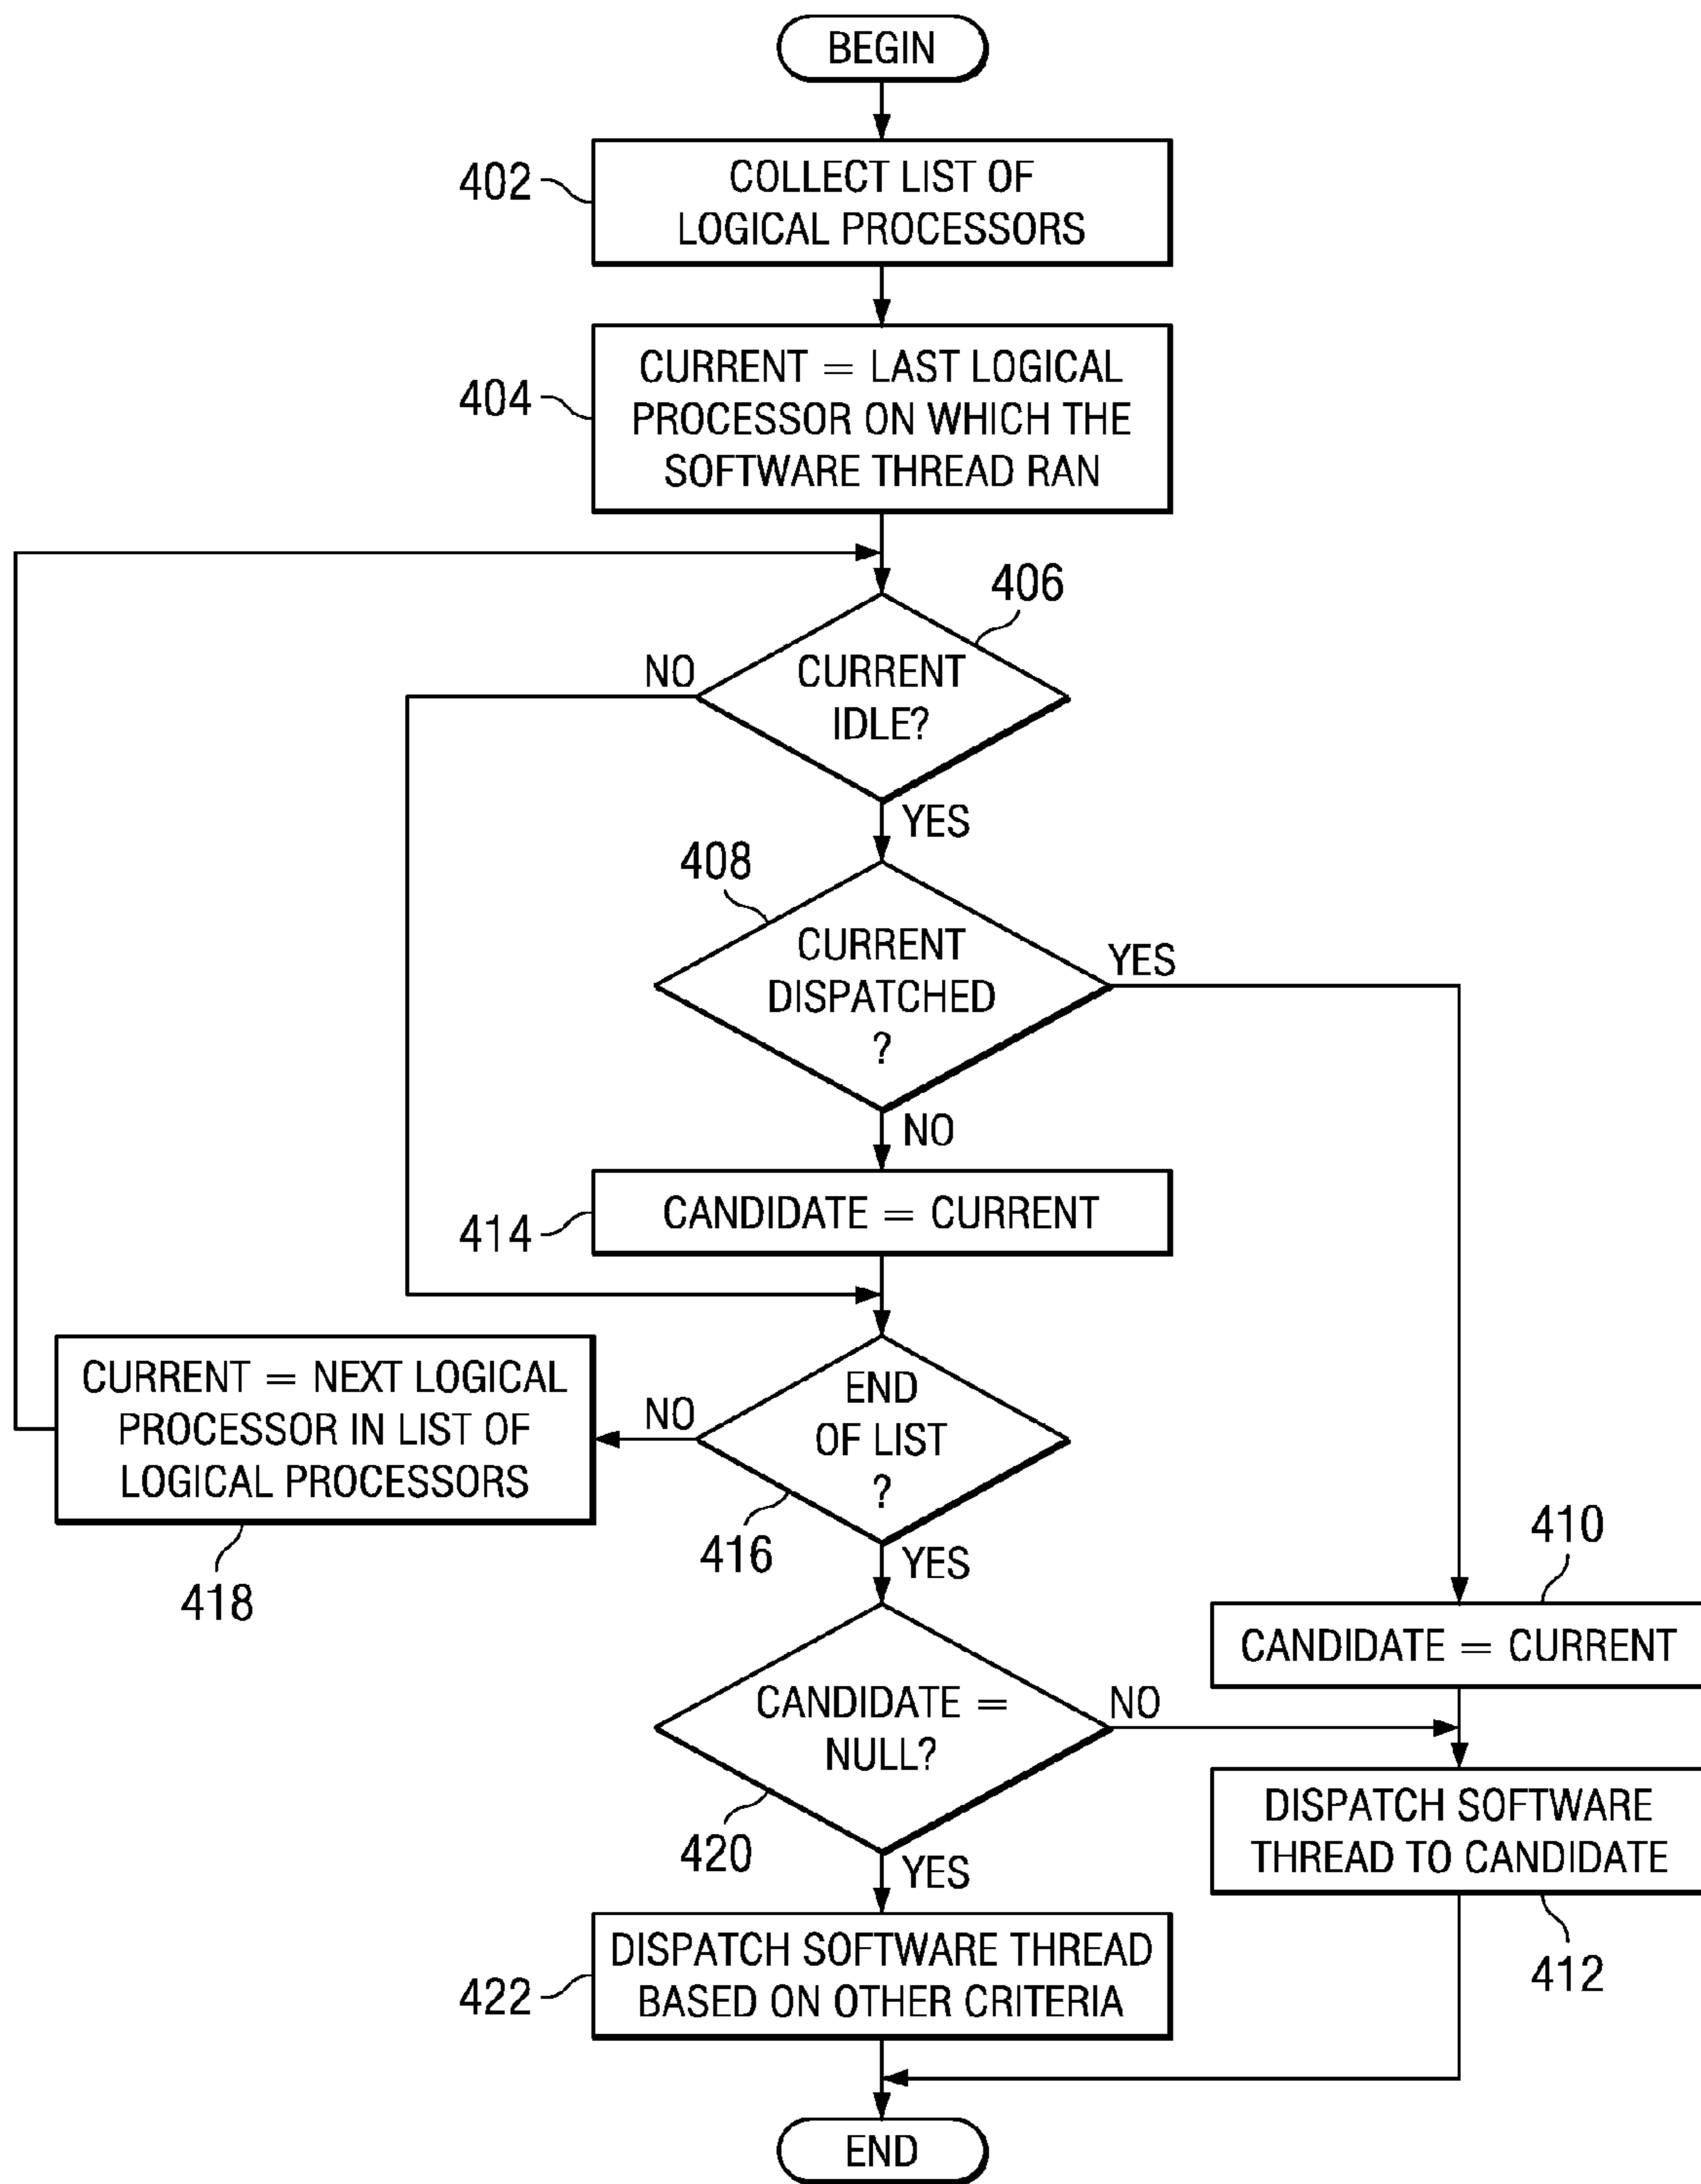 BEGIN
402
COLLECT LIST OF
LOGICAL PROCESSORS
404
CURRENT = LAST LOGICAL
PROCESSOR ON WHICH THE
SOFTWARE THREAD RAN
406
NO
CURRENT
IDLE?
YES
408
CURRENT
DISPATCHED
?
YES
NO
414
CANDIDATE = CURRENT
CURRENT = NEXT LOGICAL
PROCESSOR IN LIST OF
LOGICAL PROCESSORS
418
NO
END
OF LIST
?
416
YES
410
CANDIDATE = CURRENT
CANDIDATE =
NULL?
NO
420
YES
DISPATCH SOFTWARE
THREAD TO CANDIDATE
412
422
DISPATCH SOFTWARE THREAD
BASED ON OTHER CRITERIA
END